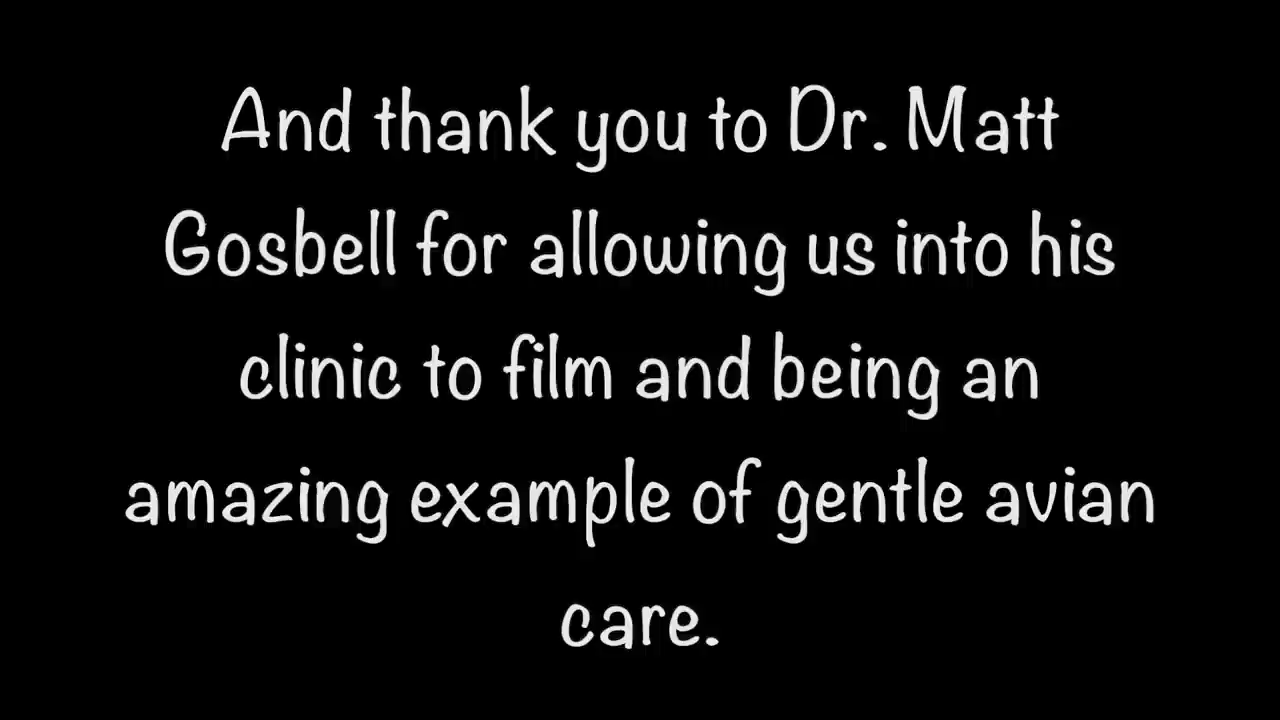 And thank you to Dr. Matt
Gosbell for allowing us into his
clinic to film and being an
amazing example of gentle avian
care.